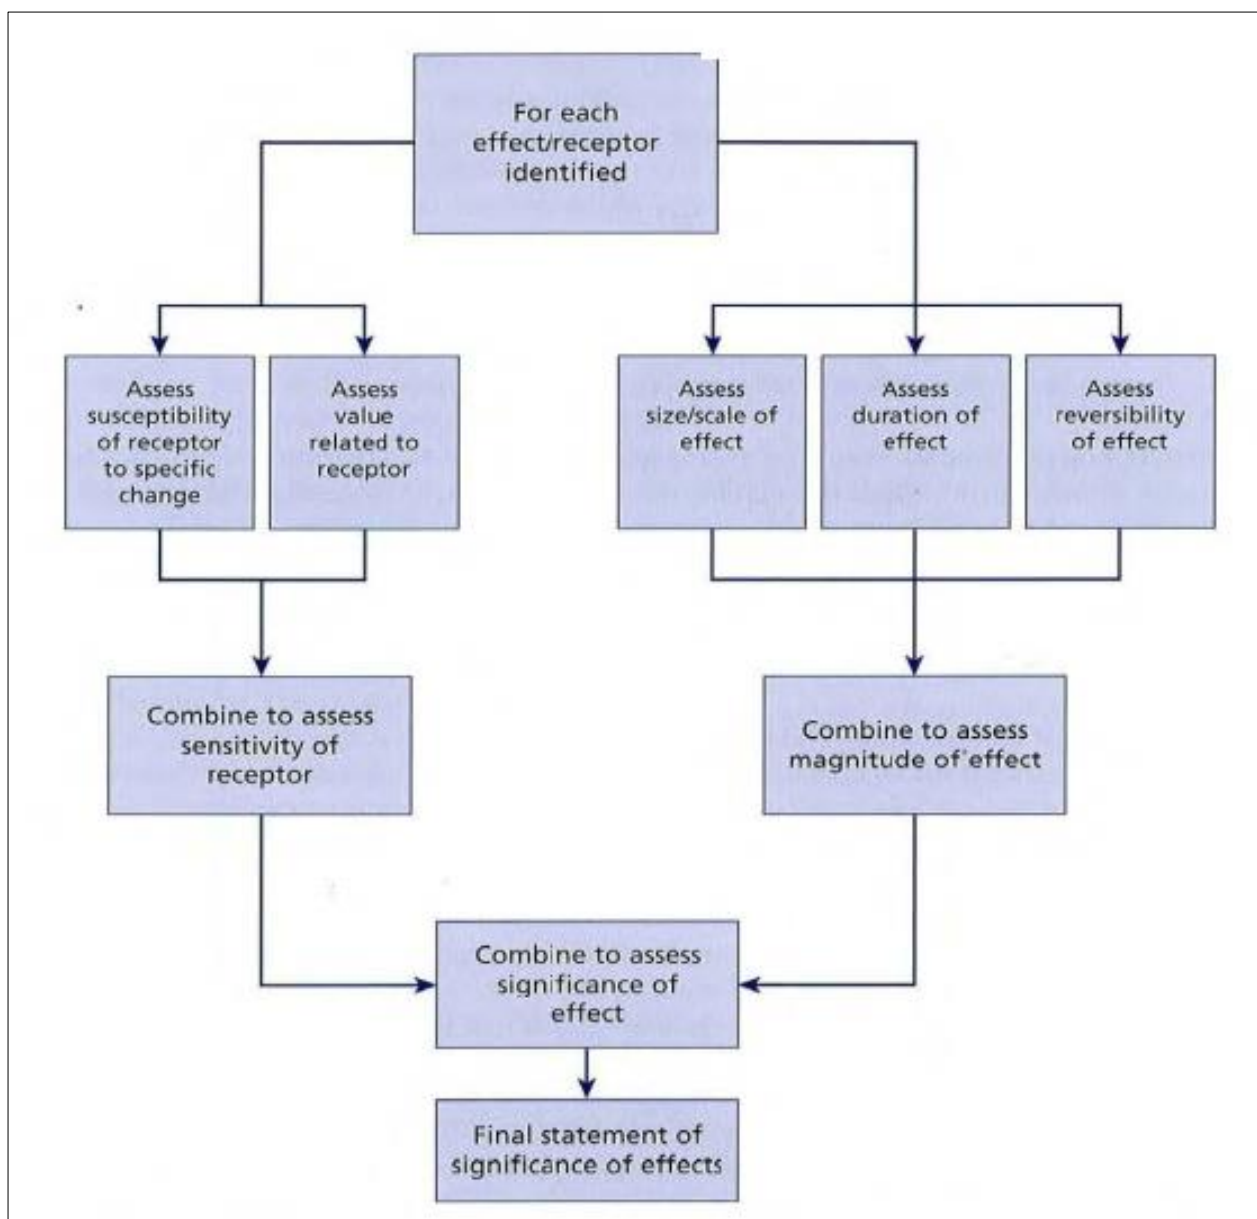 For each
effect/receptor
identified
Assess
susceptibility
of receptor
to specific
change
Assess
value
related to
receptor
Assess
size/scale of
effect
Assess
duration of
effect
Assess
reversibility
of effect
Combine to assess
sensitivity of
receptor
Combine to assess
magnitude of effect
Combine to assess
significance of
effect
Final statement of
significance of effects